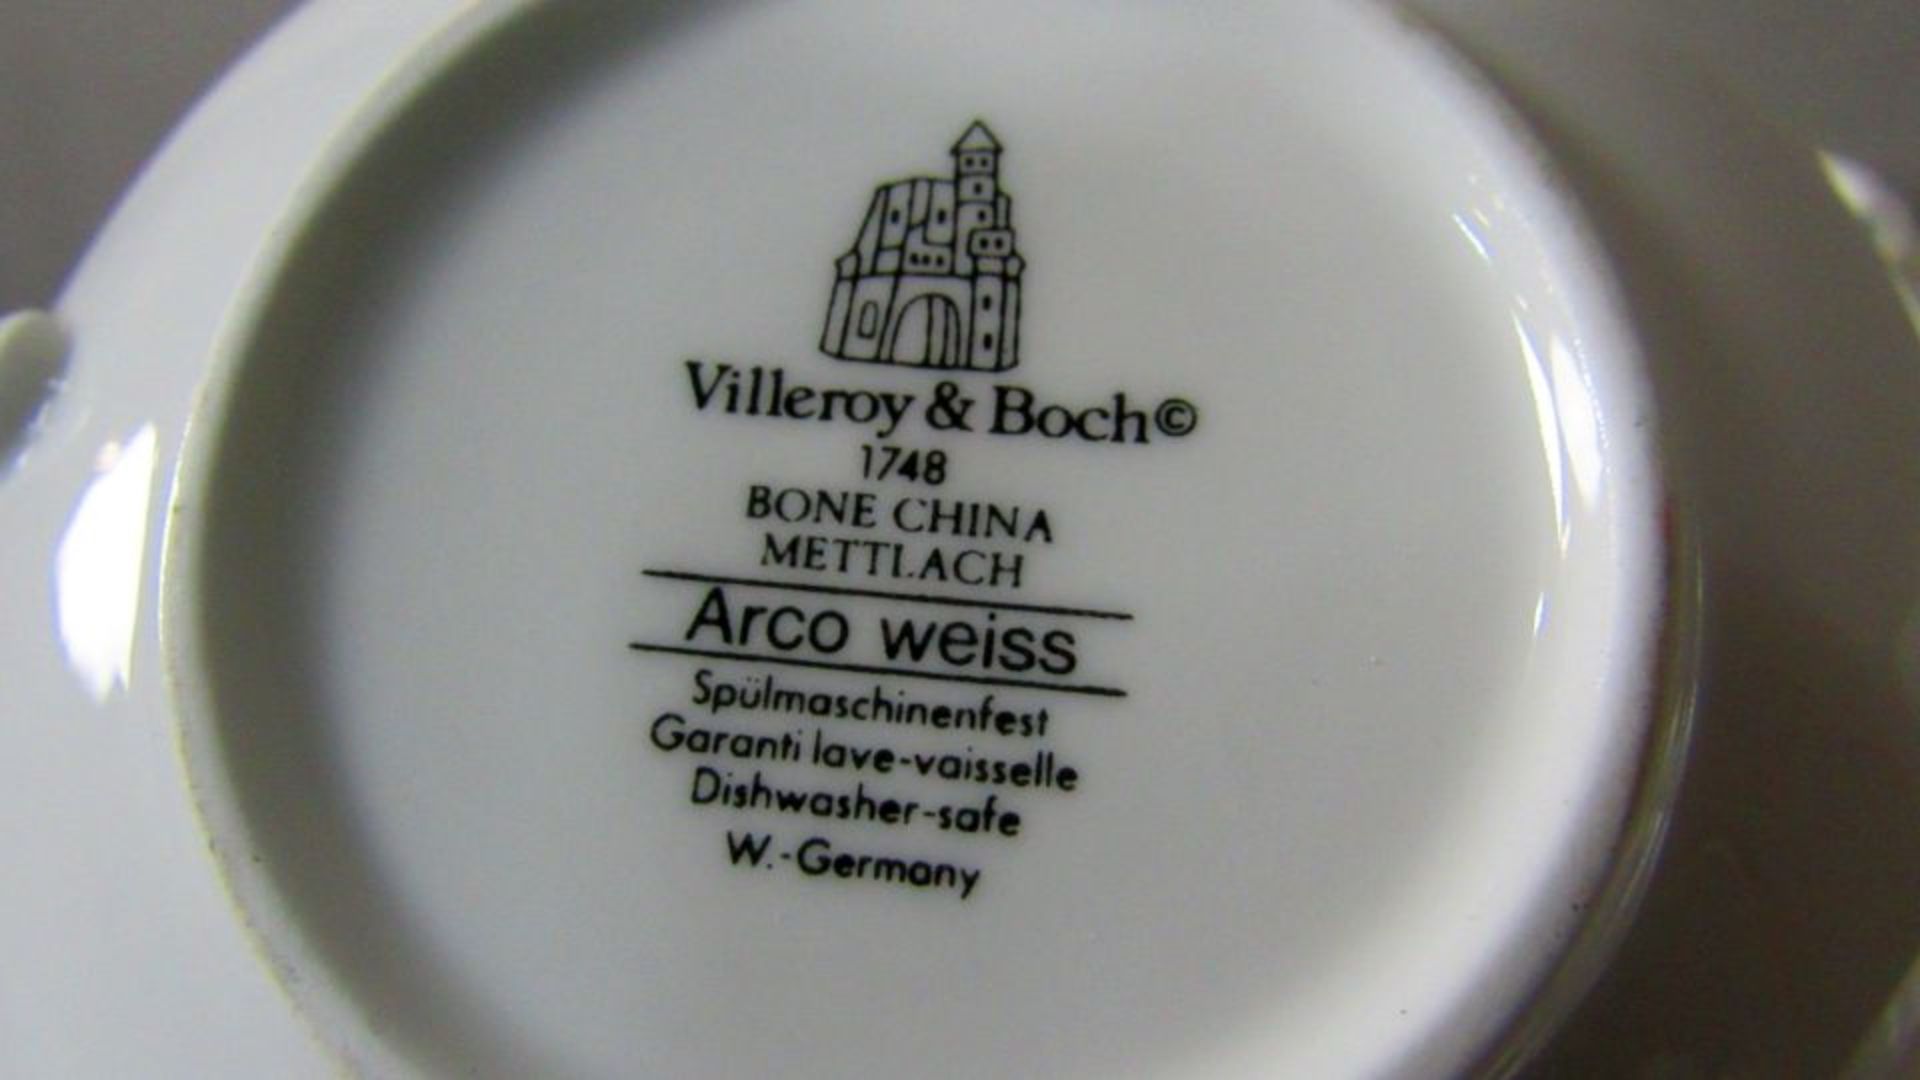 Villeroy & Boch©
1748
BONE CHINA
METTLACH
Arco weiss
Spülmaschinenfest
Garanti lave-vaisselle
Dishwasher-safe
W.-Germany